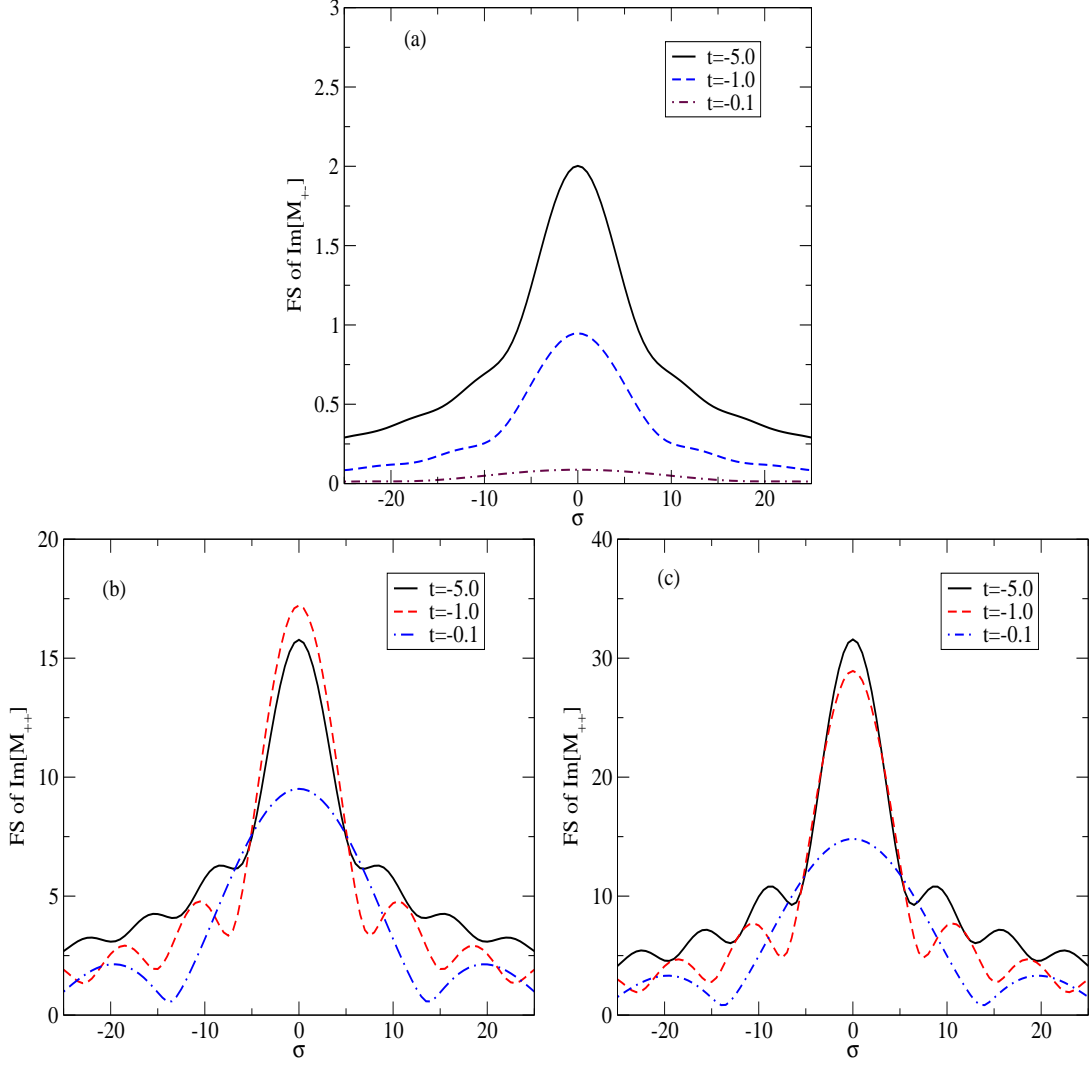 (a)
t=-5.0
t=-1.0
t=-0.1
FS of Im[M+-]
3
2.5
2
1.5
1
0.5
0
-20 -10 0 10 20
σ
(b)
t=-5.0
t=-1.0
t=-0.1
FS of Im[M++]
20
15
10
5
0
-20 -10 0 10 20
σ
(c)
t=-5.0
t=-1.0
t=-0.1
FS of Im[M++]
40
30
20
10
0
-20 -10 0 10 20
σ